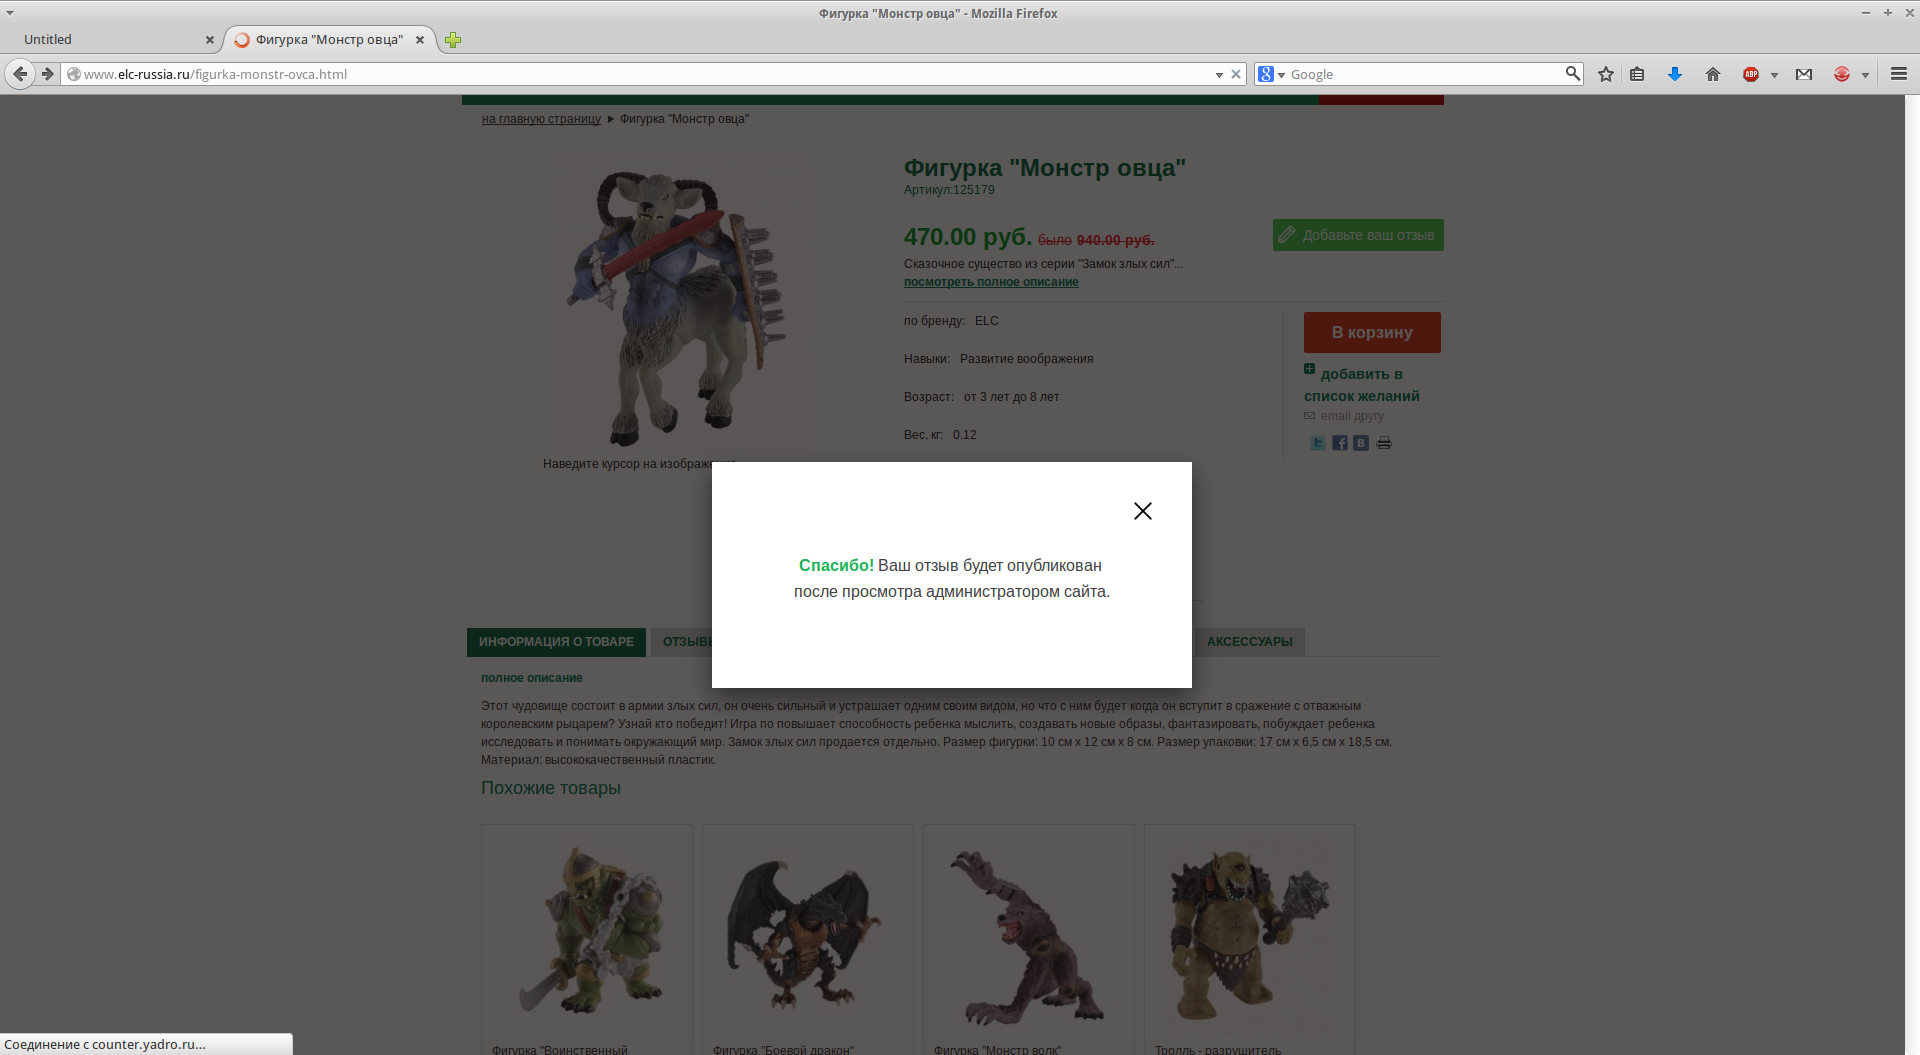 Фигурка "Монстр овца" - Mozilla Firefox
Untitled
Фигурка "Монстр овца"
www.elc-russia.ru/figurka-monstr-ovca.html
Google
ABP
на главную страницу
Фигурка "Монстр овца"
Фигурка "Монстр овца"
Артикул:125179
470.00 руб. было 940.00 руб.
Добавьте ваш отзыв
Сказочное существо из серии "Замок злых сил"...
посмотреть полное описание
по бренду: ELC
В корзину
Навыки: Развитие воображения
добавить в
список желаний
Возраст: от 3 лет до 8 лет
email другу
Вес, кг: 0.12
Наведите курсор на
Спасибо! Ваш отзыв будет опубликован
после просмотра администратором сайта.
ИНФОРМАЦИЯ О ТОВАРЕ
АКСЕССУАРЫ
полное описание
Этот чудовище состоит в армии злых сил, он очень сильный и устрашает одним своим видом, но что с ним будет когда он вступит в сражение с отважным
королевским рыцарем? Узнай кто победит! Игра по повышает способность ребенка мыслить, создавать новые образы, фантазировать, побуждает ребенка
исследовать и понимать окружающий мир. Замок злых сил продается отдельно. Размер фигурки: 10 см х 12 см х 8 см. Размер упаковки: 17 см х 6,5 см х 18,5 см.
Материал: высококачественный пластик.
Похожие товары
Фигурка "Воинственный
Фигурка "Боевой дракон"
Фигурка "Монстр волк"
Тролль - разрушитель
Соединение с counter.yadro.ru...